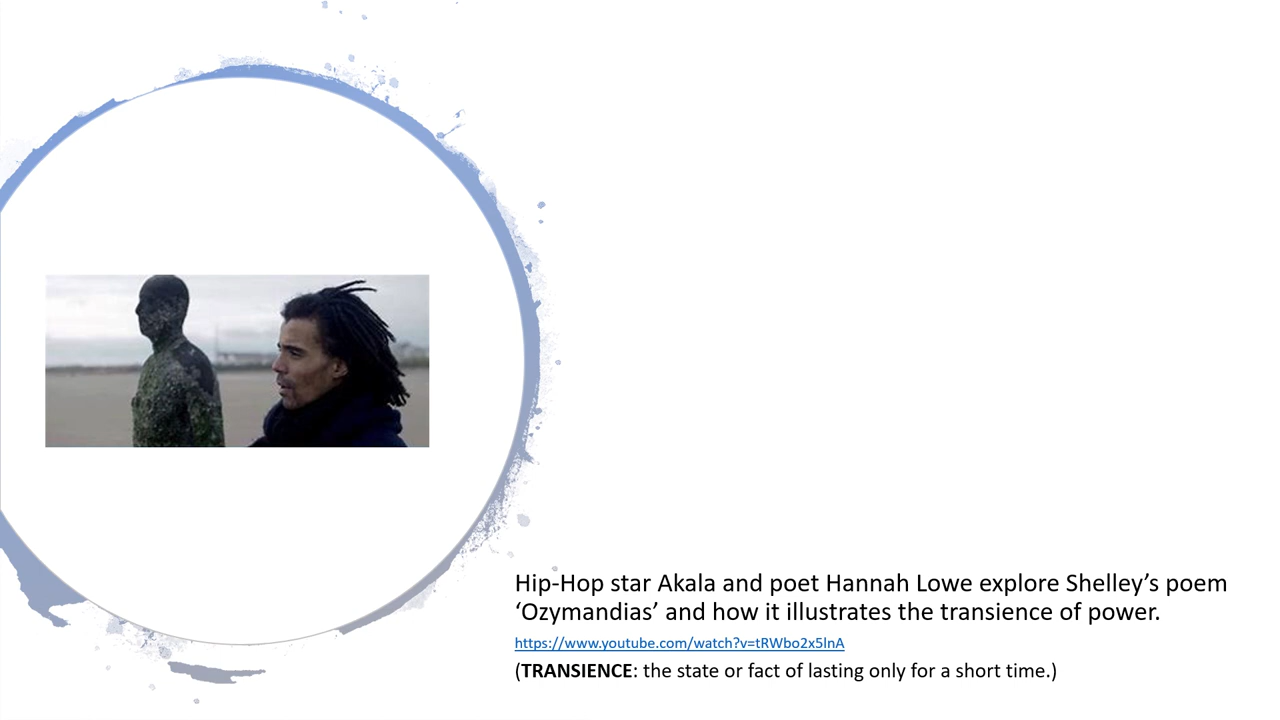 Hip-Hop star Akala and poet Hannah Lowe explore Shelley’s poem
‘Ozymandias’ and how it illustrates the transience of power.
https://www.youtube.com/watch?v=tRWbo2x5lnA
(TRANSIENCE: the state or fact of lasting only for a short time.)